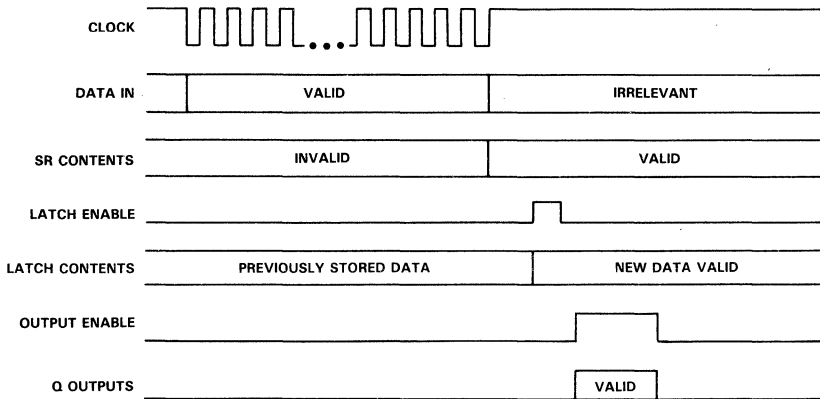 CLOCK
DATA IN
VALID
IRRELEVANT
SR CONTENTS
INVALID
VALID
LATCH ENABLE
LATCH CONTENTS
PREVIOUSLY STORED DATA
NEW DATA VALID
OUTPUT ENABLE
Q OUTPUTS
VALID